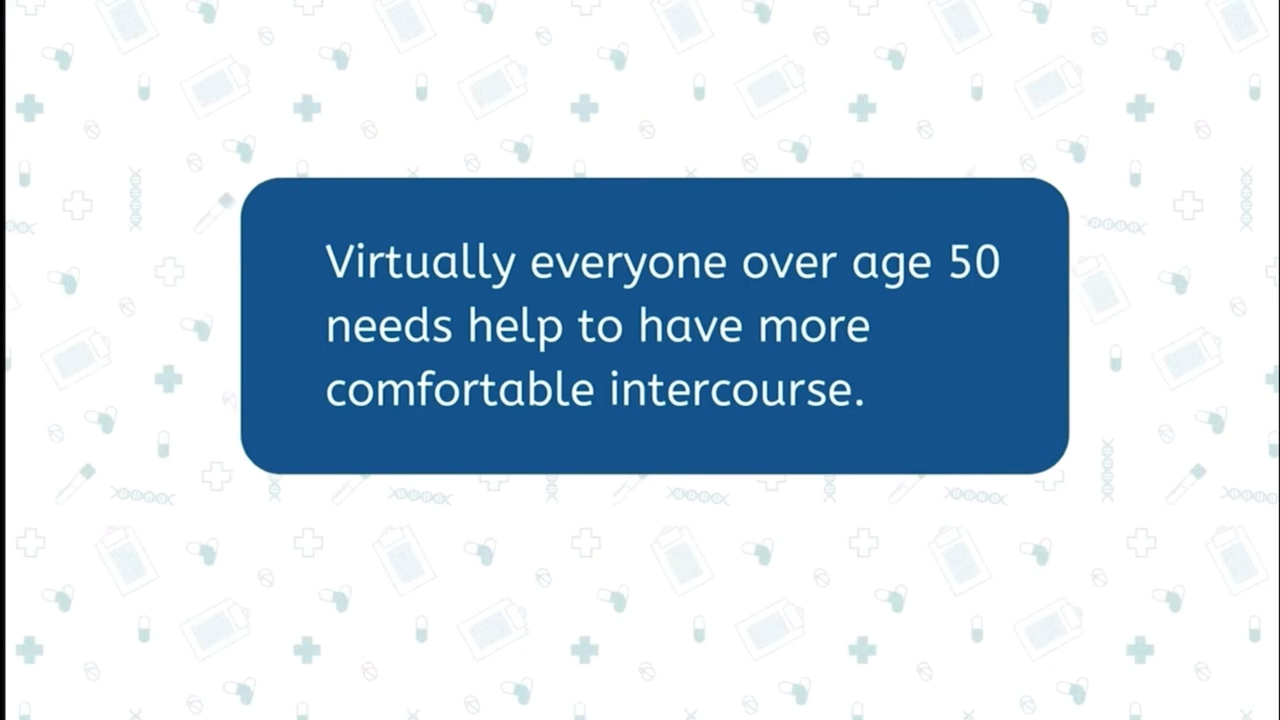 Virtually everyone over age 50
needs help to have more
comfortable intercourse.